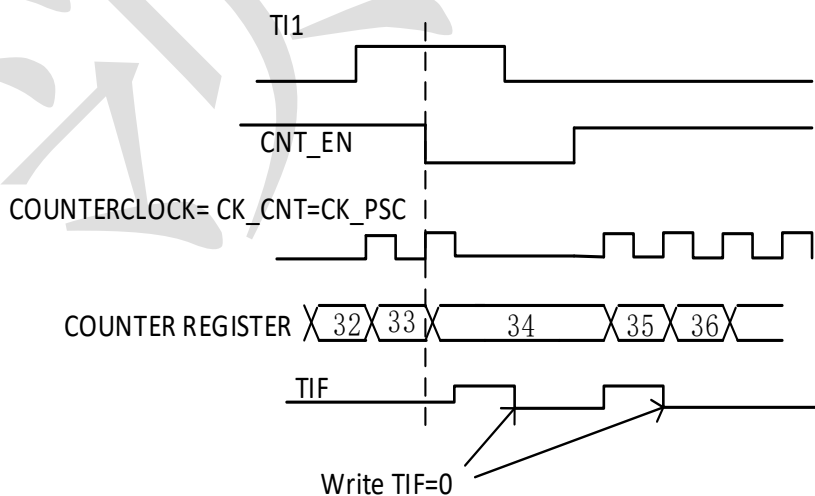 TI1
CNT_EN
COUNTERCLOCK= CK_CNT=CK_PSC
COUNTER REGISTER 32 33 34 35 36
TIF
Write TIF=0